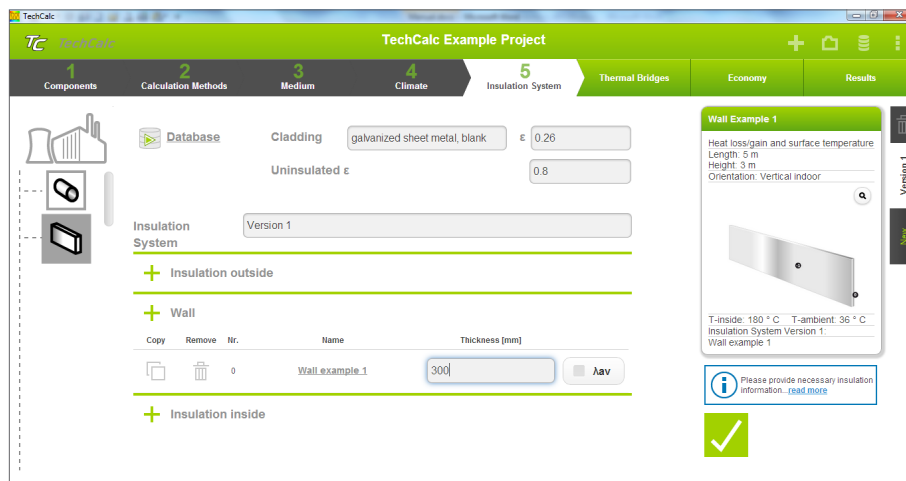 TechCalc
TC TechCalc
TechCalc Example Project
1
Components
2
Calculation Methods
3
Medium
4
Climate
5
Insulation System
Thermal Bridges
Economy
Results
Database
Cladding
galvanized sheet metal, blank
ε
0.26
Uninsulated ε
0.8
Insulation
System
Version 1
Insulation outside
Wall
Copy Remove Nr. Name Thickness [mm]
0 Wall example 1 300 λav
Insulation inside
Wall Example 1
Heat loss/gain and surface temperature
Length: 5 m
Height: 3 m
Orientation: Vertical indoor
T-inside: 180 ° C T-ambient: 36 ° C
Insulation System Version 1:
Wall example 1
Please provide necessary insulation
information...read more
Version 1
New